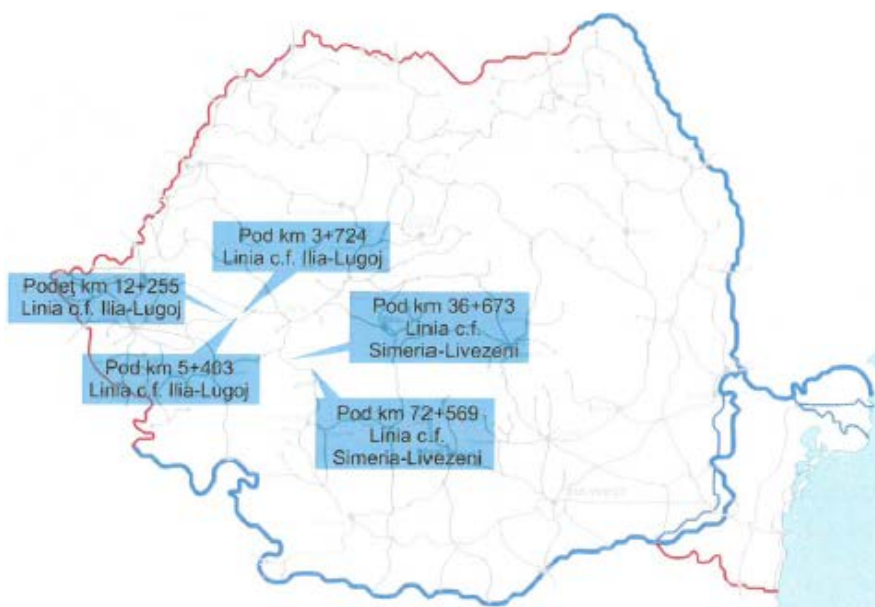 Pod km 3+724
Linia c.f. Ilia-Lugoj
Podeț km 12+255
Linia c.f. Ilia-Lugoj
Pod km 36+673
Linia c.f.
Simeria-Livezeni
Pod km 5+403
Linia c.f. Ilia-Lugoj
Pod km 72+569
Linia c.f.
Simeria-Livezeni